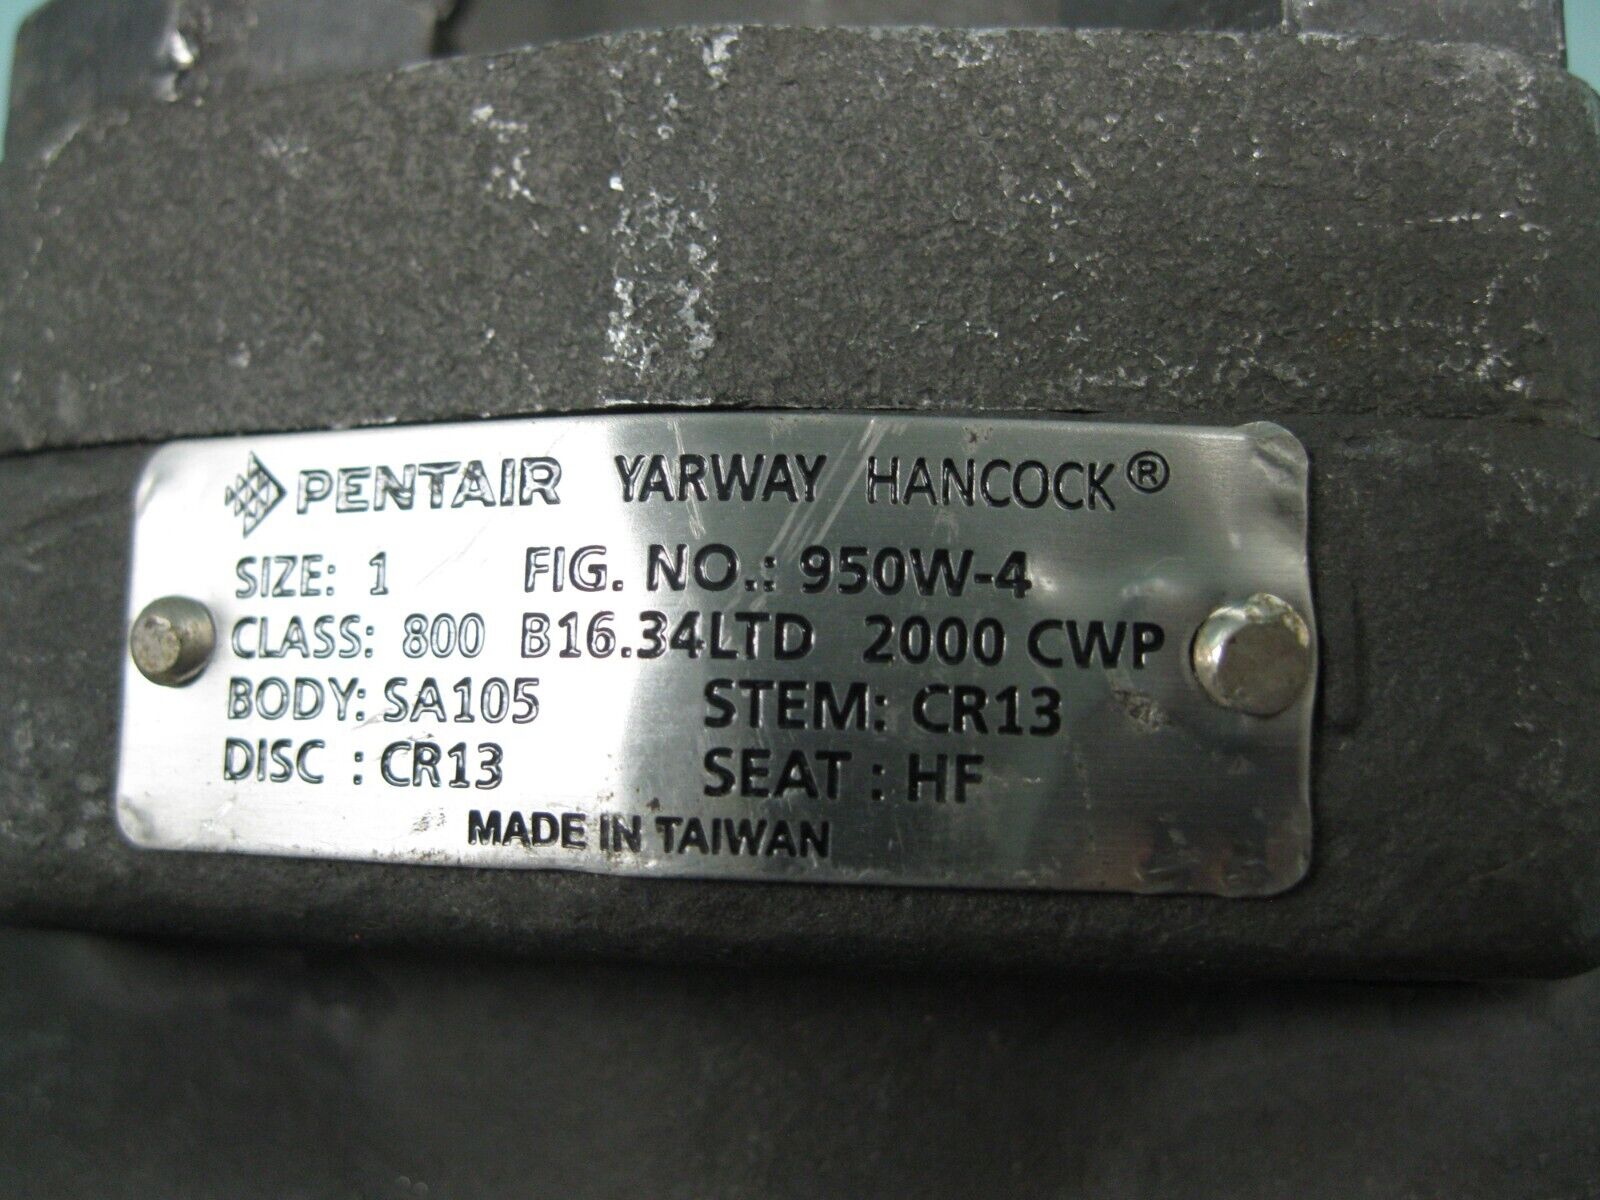 PENTAIR YARWAY HANCOCK®
SIZE: 1 FIG. NO.: 950W-4
CLASS: 800 B16.34LTD 2000 CWP
BODY: SA105 STEM: CR13
DISC : CR13 SEAT : HF
MADE IN TAIWAN